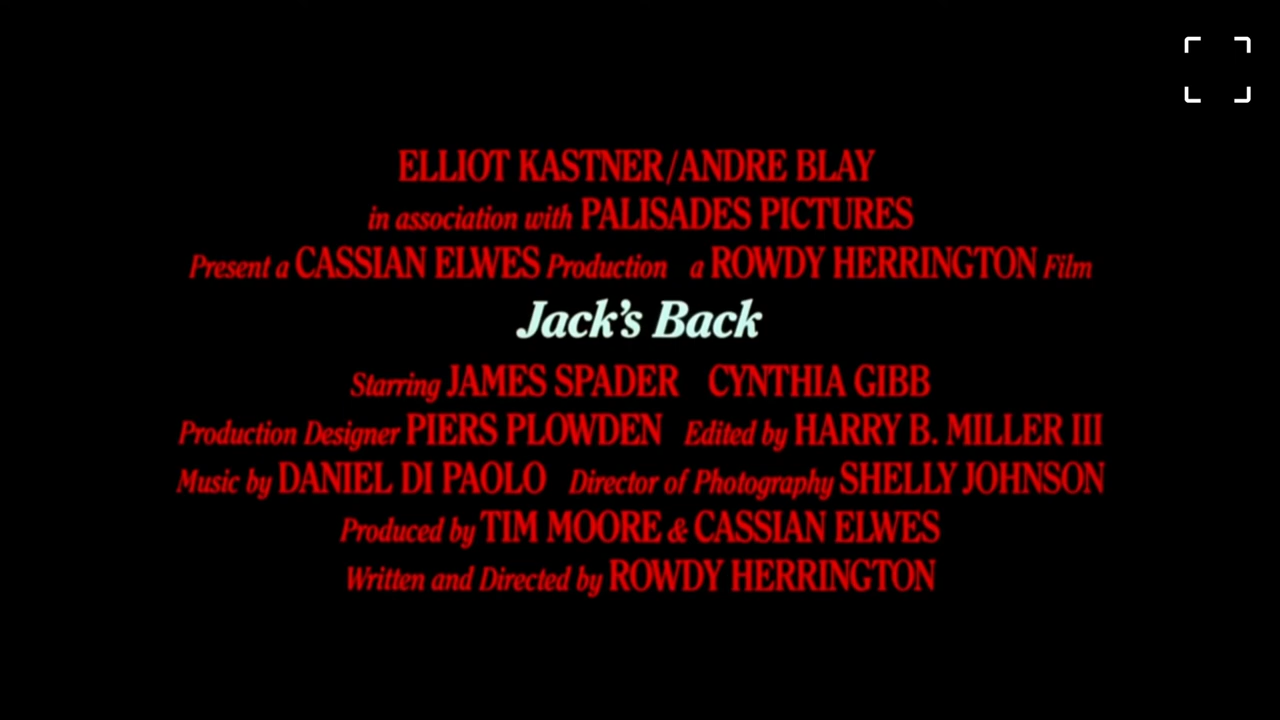 ELLIOT KASTNER/ANDRE BLAY
in association with PALISADES PICTURES
Present a CASSIAN ELWES Production a ROWDY HERRINGTON Film
Jack's Back
Starring JAMES SPADER CYNTHIA GIBB
Production Designer PIERS PLOWDEN Edited by HARRY B. MILLER III
Music by DANIEL DI PAOLO Director of Photography SHELLY JOHNSON
Produced by TIM MOORE & CASSIAN ELWES
Written and Directed by ROWDY HERRINGTON